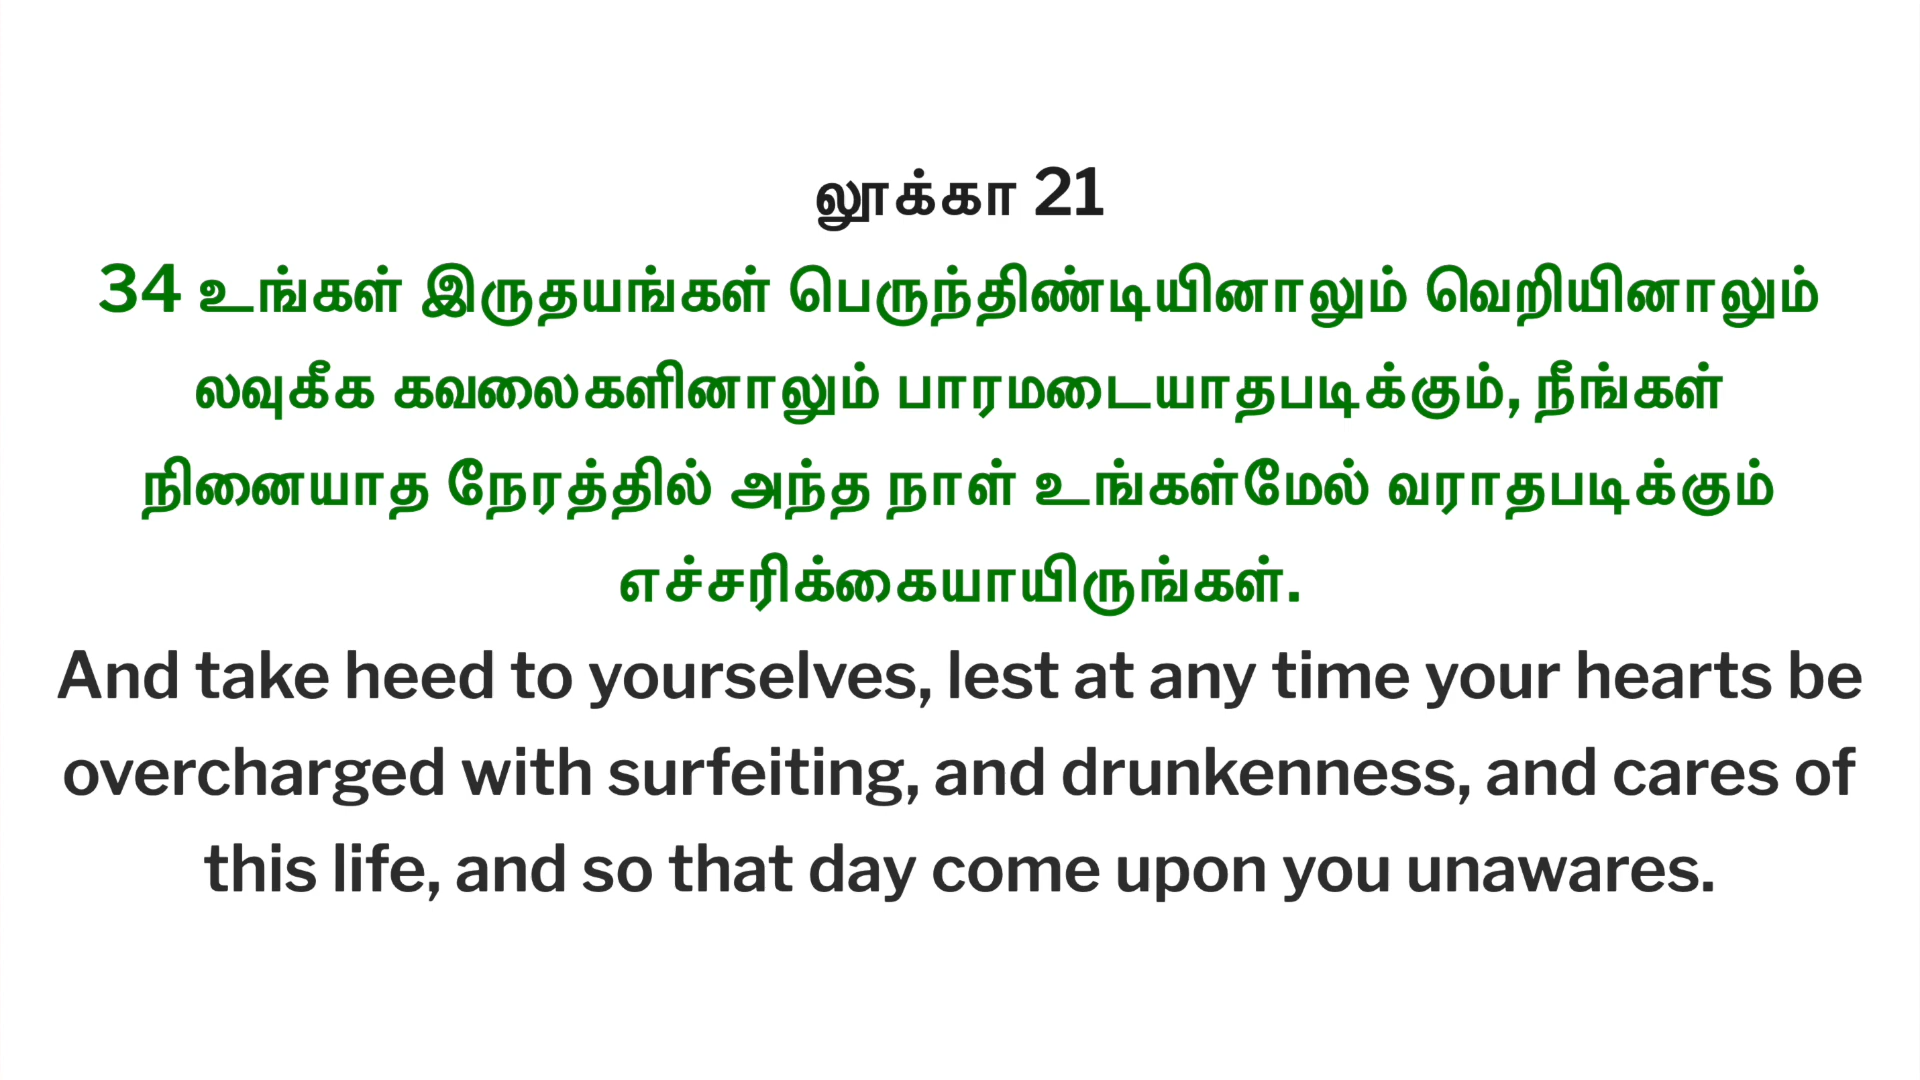 லூக்கா 21
34 உங்கள் இருதயங்கள் பெருந்திண்டியினாலும் வெறியினாலும்
லவுகீக கவலைகளினாலும் பாரமடையாதபடிக்கும், நீங்கள்
நினையாத நேரத்தில் அந்த நாள் உங்கள்மேல் வராதபடிக்கும்
எச்சரிக்கையாயிருங்கள்.
And take heed to yourselves, lest at any time your hearts be
overcharged with surfeiting, and drunkenness, and cares of
this life, and so that day come upon you unawares.